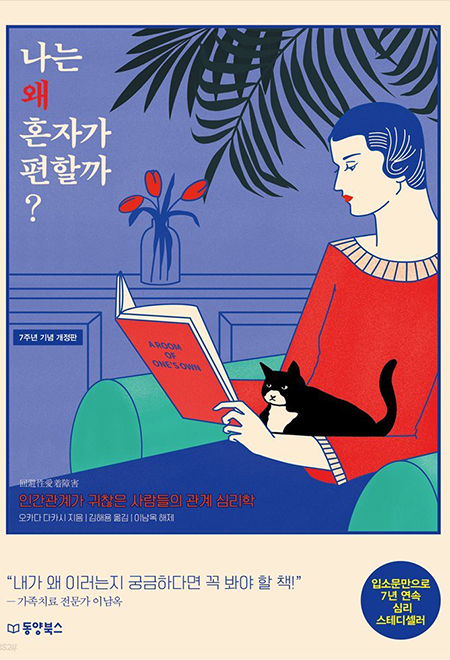 나는
왜
혼자가
편할까
?
A ROOM
OF
ONE'S OWN
7주년 기념 개정판
回避性愛着障害
인간관계가 귀찮은 사람들의 관계 심리학
오카다 다카시 지음 | 김해용 옮김 | 이남옥 해제
“내가 왜 이러는지 궁금하다면 꼭 봐야 할 책!”
— 가족치료 전문가 이남옥
입소문만으로
7년 연속
심리
스테디셀러
동양북스